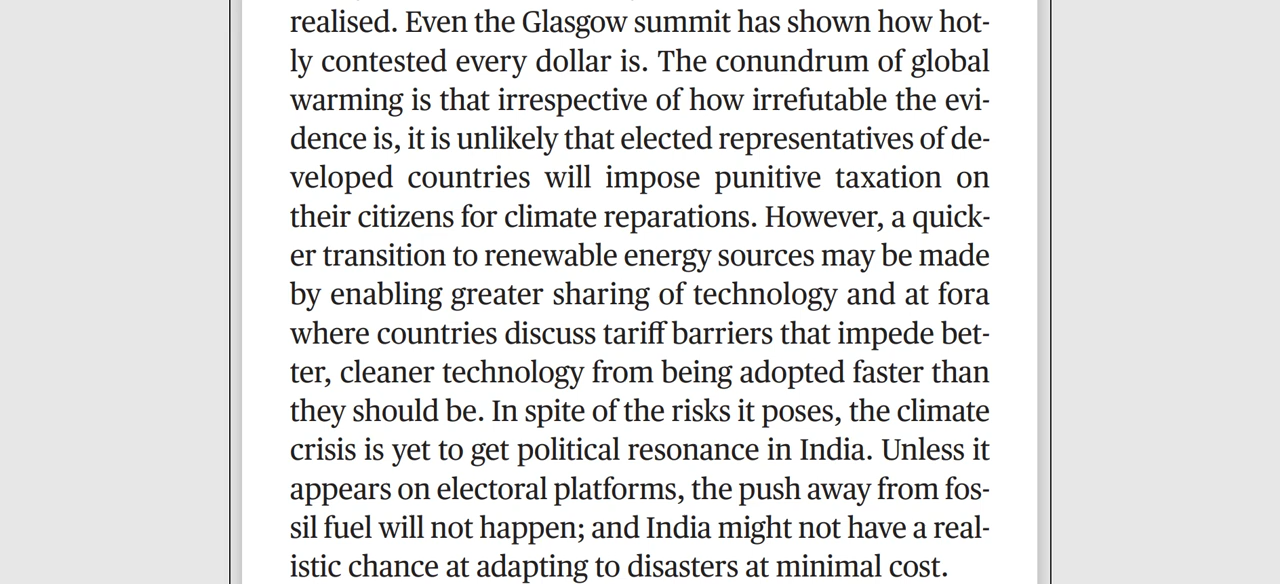 realised. Even the Glasgow summit has shown how hot-
ly contested every dollar is. The conundrum of global
warming is that irrespective of how irrefutable the evi-
dence is, it is unlikely that elected representatives of de-
veloped countries will impose punitive taxation on
their citizens for climate reparations. However, a quick-
er transition to renewable energy sources may be made
by enabling greater sharing of technology and at fora
where countries discuss tariff barriers that impede bet-
ter, cleaner technology from being adopted faster than
they should be. In spite of the risks it poses, the climate
crisis is yet to get political resonance in India. Unless it
appears on electoral platforms, the push away from fos-
sil fuel will not happen; and India might not have a real-
istic chance at adapting to disasters at minimal cost.